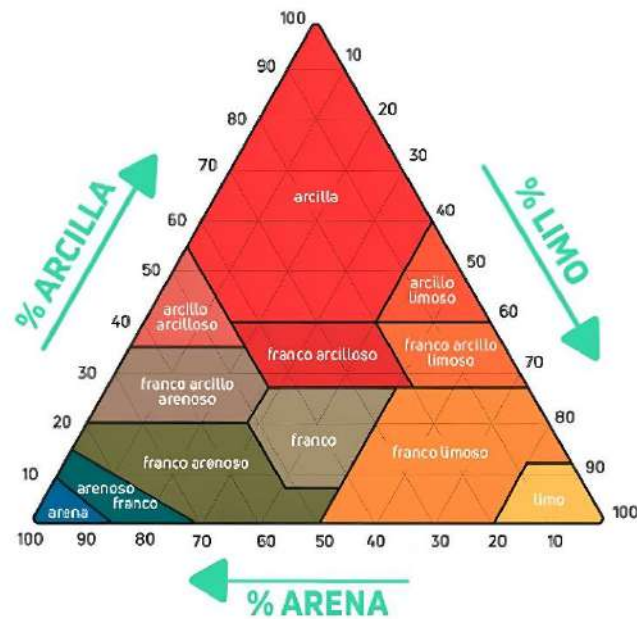 100
90
10
80
20
70
30
60
40
50
50
40
60
30
70
20
80
10
90
100
% ARCILLA
% LIMO
arcilla
arcillo
limoso
arcillo
arcilloso
franco arcilloso
franco arcillo
limoso
franco arcillo
arenoso
franco
franco arenoso
franco limoso
arenoso
franco
arena
limo
100 90 80 70 60 50 40 30 20 10
% ARENA